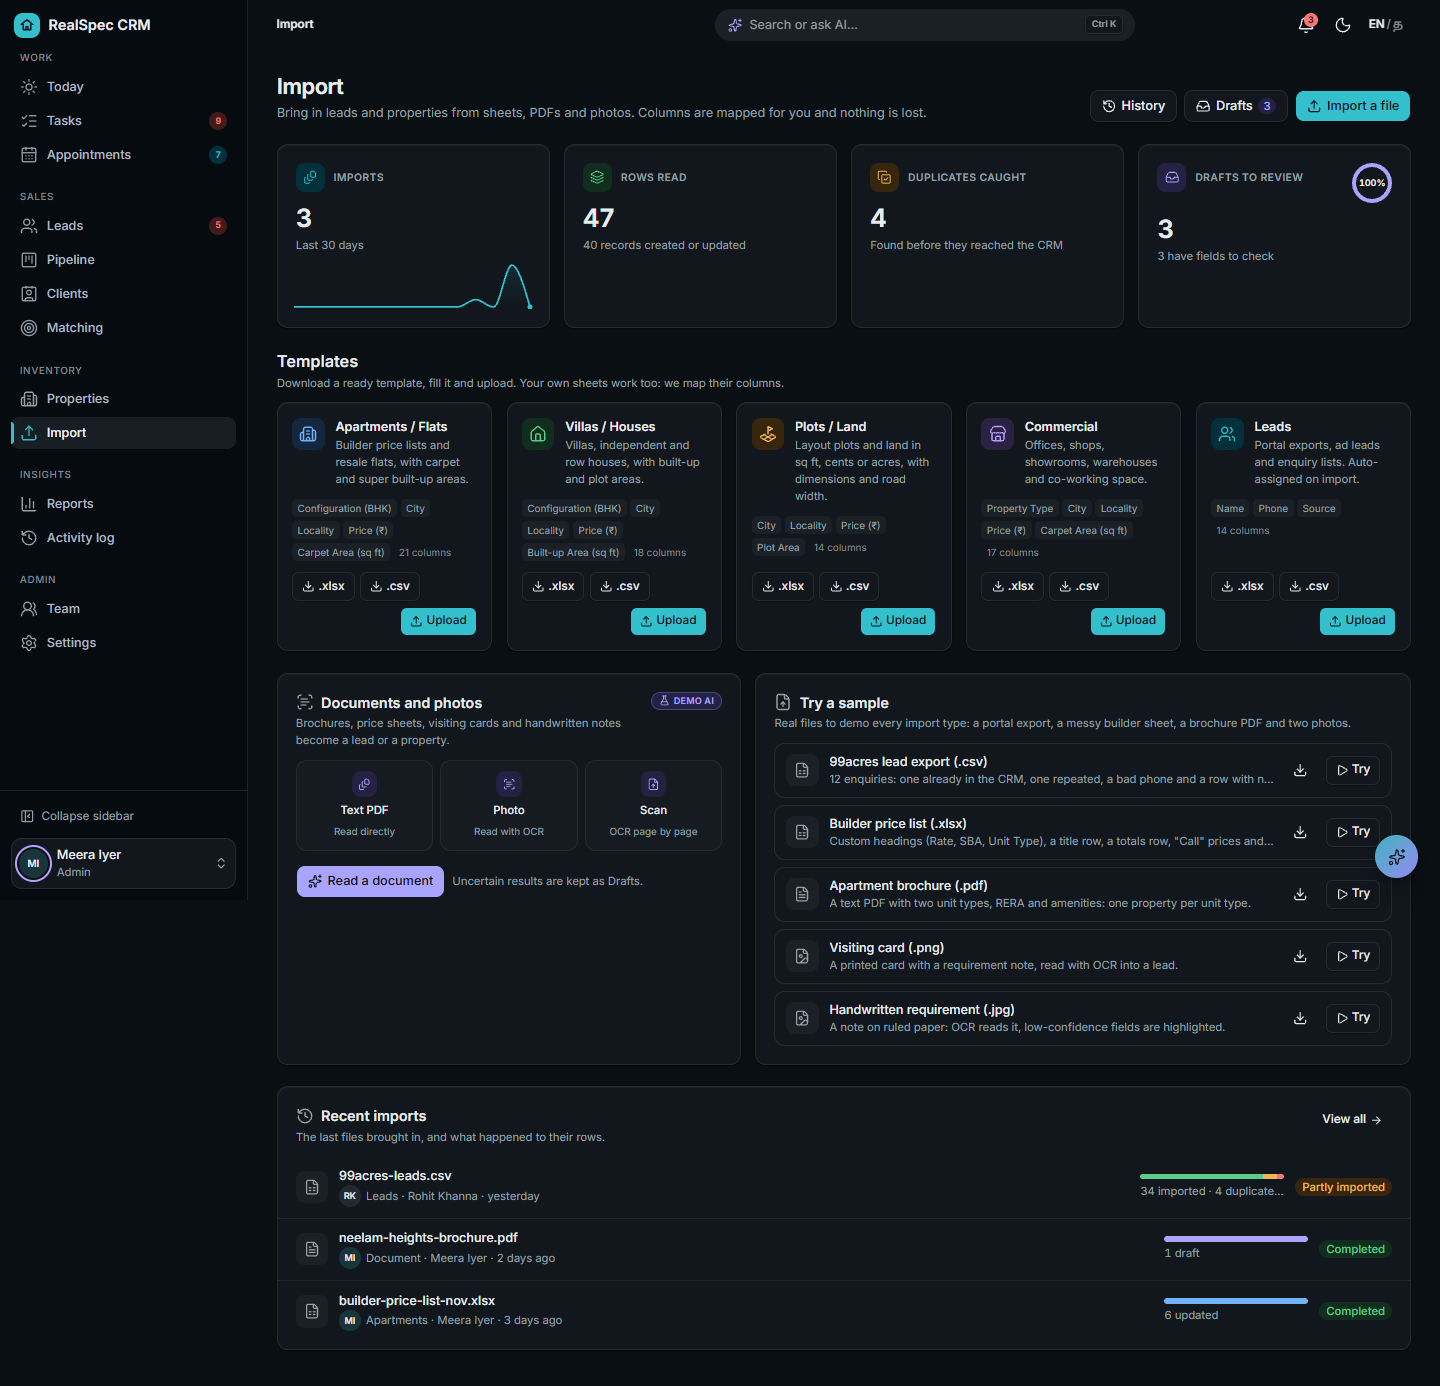 RealSpec CRM
Import
Search or ask AI...
Ctrl K
3
EN / த
WORK
Today
Tasks
9
Appointments
7
SALES
Leads
5
Pipeline
Clients
Matching
INVENTORY
Properties
Import
INSIGHTS
Reports
Activity log
ADMIN
Team
Settings
Collapse sidebar
MI
Meera Iyer
Admin
Import
Bring in leads and properties from sheets, PDFs and photos. Columns are mapped for you and nothing is lost.
History
Drafts 3
Import a file
IMPORTS
3
Last 30 days
ROWS READ
47
40 records created or updated
DUPLICATES CAUGHT
4
Found before they reached the CRM
DRAFTS TO REVIEW
100%
3
3 have fields to check
Templates
Download a ready template, fill it and upload. Your own sheets work too: we map their columns.
Apartments / Flats
Builder price lists and
resale flats, with carpet
and super built-up areas.
Configuration (BHK) City
Locality Price (₹)
Carpet Area (sq ft) 21 columns
.xlsx .csv
Upload
Villas / Houses
Villas, independent and
row houses, with built-up
and plot areas.
Configuration (BHK) City
Locality Price (₹)
Built-up Area (sq ft) 18 columns
.xlsx .csv
Upload
Plots / Land
Layout plots and land in
sq ft, cents or acres, with
dimensions and road
width.
City Locality Price (₹)
Plot Area 14 columns
.xlsx .csv
Upload
Commercial
Offices, shops,
showrooms, warehouses
and co-working space.
Property Type City Locality
Price (₹) Carpet Area (sq ft)
17 columns
.xlsx .csv
Upload
Leads
Portal exports, ad leads
and enquiry lists. Auto-
assigned on import.
Name Phone Source
14 columns
.xlsx .csv
Upload
Documents and photos
DEMO AI
Brochures, price sheets, visiting cards and handwritten notes
become a lead or a property.
Text PDF
Read directly
Photo
Read with OCR
Scan
OCR page by page
Read a document
Uncertain results are kept as Drafts.
Try a sample
Real files to demo every import type: a portal export, a messy builder sheet, a brochure PDF and two photos.
99acres lead export (.csv)
12 enquiries: one already in the CRM, one repeated, a bad phone and a row with n...
Try
Builder price list (.xlsx)
Custom headings (Rate, SBA, Unit Type), a title row, a totals row, "Call" prices and...
Try
Apartment brochure (.pdf)
A text PDF with two unit types, RERA and amenities: one property per unit type.
Try
Visiting card (.png)
A printed card with a requirement note, read with OCR into a lead.
Try
Handwritten requirement (.jpg)
A note on ruled paper: OCR reads it, low-confidence fields are highlighted.
Try
Recent imports
The last files brought in, and what happened to their rows.
View all
99acres-leads.csv
RK Leads · Rohit Khanna · yesterday
34 imported · 4 duplicate...
Partly imported
neelam-heights-brochure.pdf
MI Document · Meera Iyer · 2 days ago
1 draft
Completed
builder-price-list-nov.xlsx
MI Apartments · Meera Iyer · 3 days ago
6 updated
Completed